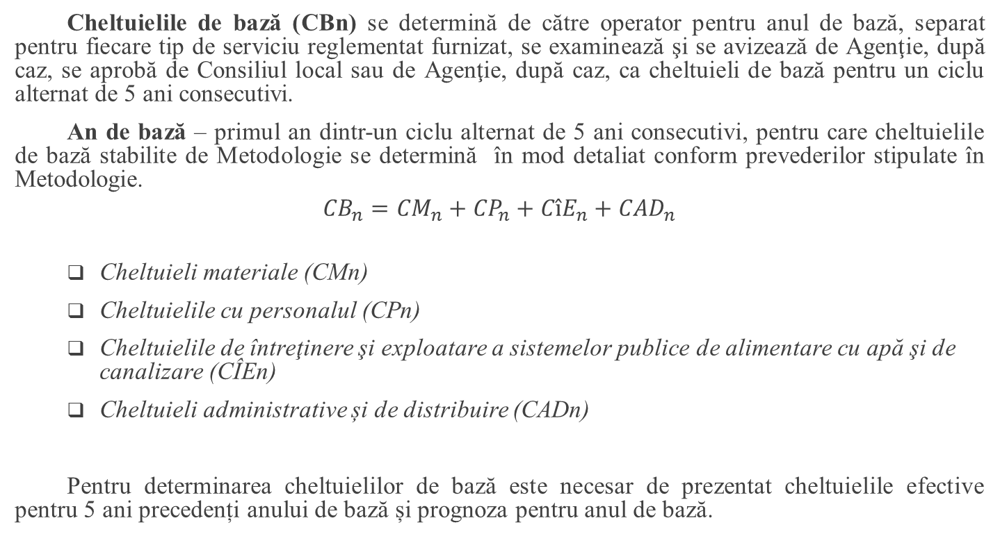 Cheltuielile de bază (CBn) se determină de către operator pentru anul de bază, separat
pentru fiecare tip de serviciu reglementat furnizat, se examinează şi se avizează de Agenţie, după
caz, se aprobă de Consiliul local sau de Agenţie, după caz, ca cheltuieli de bază pentru un ciclu
alternat de 5 ani consecutivi.
An de bază – primul an dintr-un ciclu alternat de 5 ani consecutivi, pentru care cheltuielile
de bază stabilite de Metodologie se determină în mod detaliat conform prevederilor stipulate în
Metodologie.
CBₙ = CMₙ + CPₙ + CîEₙ + CADₙ
❑ Cheltuieli materiale (CMn)
❑ Cheltuielile cu personalul (CPn)
❑ Cheltuielile de întreţinere şi exploatare a sistemelor publice de alimentare cu apă şi de
canalizare (CÎEn)
❑ Cheltuieli administrative și de distribuire (CADn)
Pentru determinarea cheltuielilor de bază este necesar de prezentat cheltuielile efective
pentru 5 ani precedenți anului de bază și prognoza pentru anul de bază.